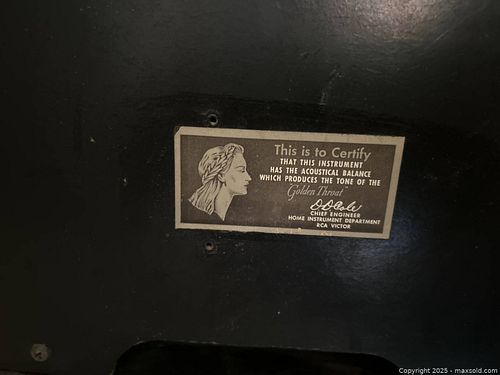 This is to Certify
THAT THIS INSTRUMENT
HAS THE ACOUSTICAL BALANCE
WHICH PRODUCES THE TONE OF THE
"Golden Throat"
D D Cole
CHIEF ENGINEER
HOME INSTRUMENT DEPARTMENT
RCA VICTOR
Copyright 2025 - maxsold.com